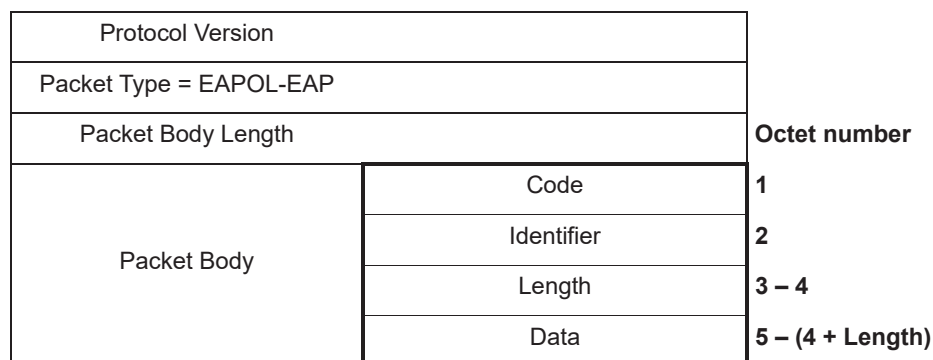 Protocol Version
Packet Type = EAPOL-EAP
Packet Body Length Octet number
Packet Body
Code 1
Identifier 2
Length 3 – 4
Data 5 – (4 + Length)